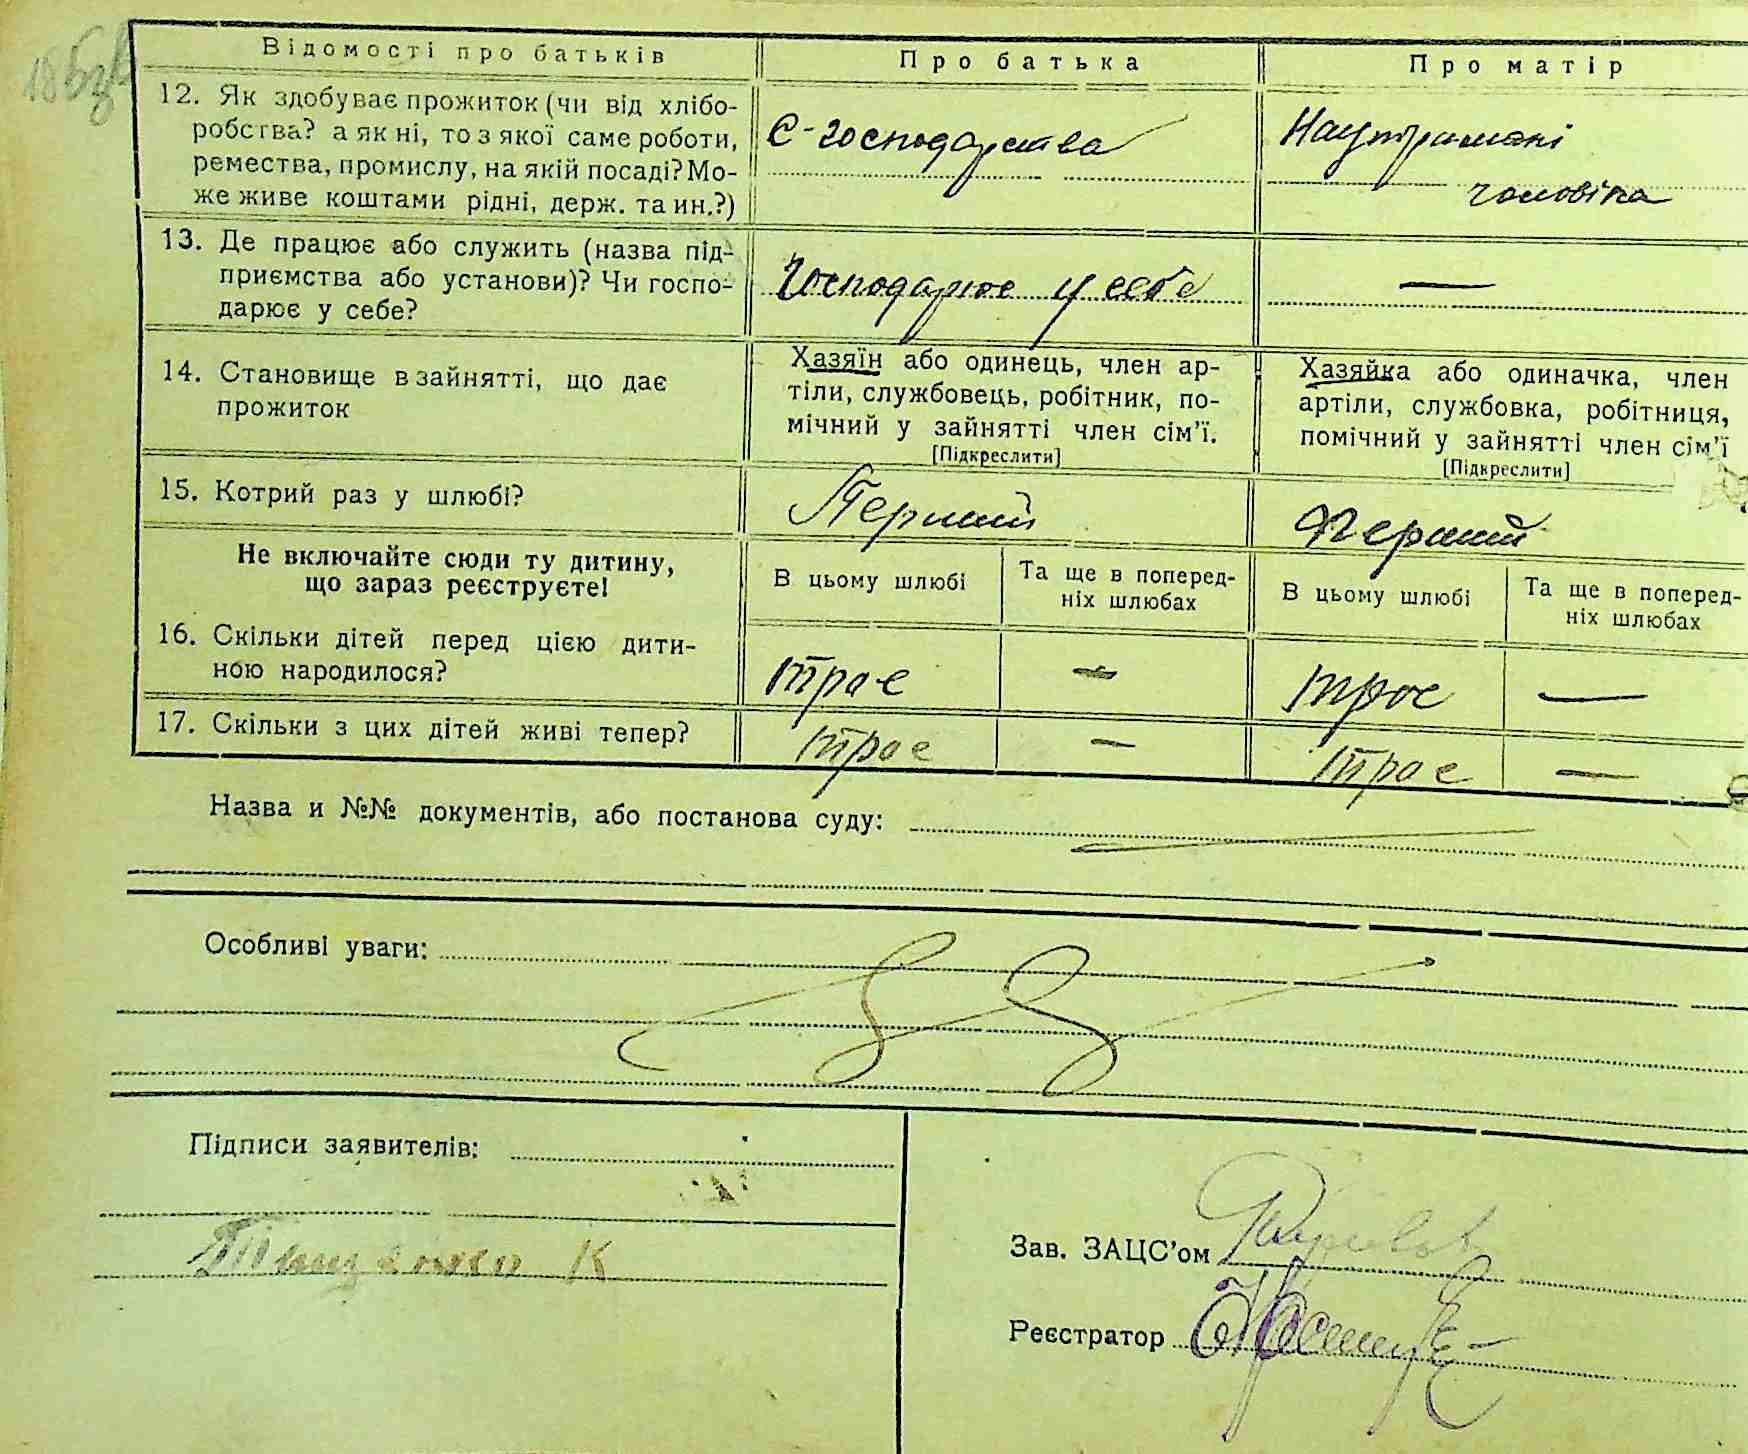 Відомості про батьків
Про батька
Про матір
12. Як здобуває прожиток (чи від хлібо-
робства? а як ні, то з якої саме роботи,
ремества, промислу, на якій посаді? Мо-
же живе коштами рідні, держ. та ин.?)
С-господарства
На утриманні
чоловіка
13. Де працює або служить (назва під-
приємства або установи)? Чи госпо-
дарює у себе?
Господарює у себе
—
14. Становище в зайнятті, що дає
прожиток
Хазяїн або одинець, член ар-
тіли, службовець, робітник, по-
мічний у зайнятті член сім'ї.
[Підкреслити]
Хазяйка або одиначка, член
артіли, службовка, робітниця,
помічний у зайнятті член сім'ї
[Підкреслити]
15. Котрий раз у шлюбі?
Перший
Перший
Не включайте сюди ту дитину,
що зараз реєструєте!
В цьому шлюбі
Та ще в поперед-
ніх шлюбах
В цьому шлюбі
Та ще в поперед-
ніх шлюбах
16. Скільки дітей перед цією дити-
ною народилося?
троє
—
троє
—
17. Скільки з цих дітей живі тепер?
троє
—
троє
—
Назва и №№ документів, або постанова суду:
Особливі уваги:
Підписи заявителів:
К
Зав. ЗАЦС'ом
Реєстратор